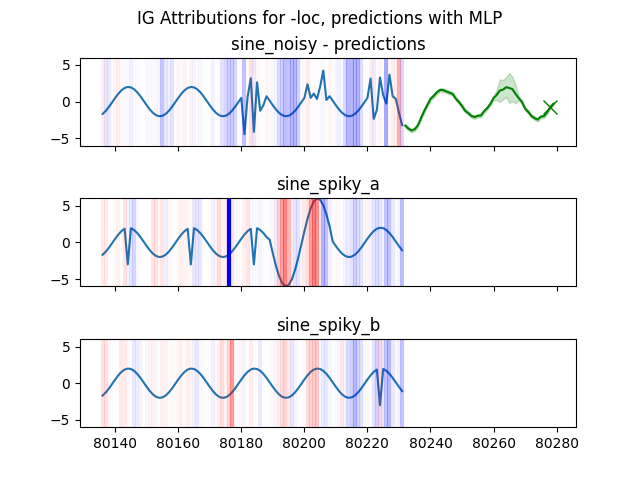 IG Attributions for -loc, predictions with MLP
sine_noisy - predictions
5
0
−5
sine_spiky_a
5
0
−5
sine_spiky_b
5
0
−5
80140 80160 80180 80200 80220 80240 80260 80280